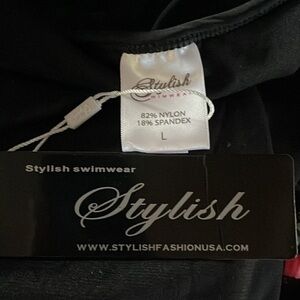 Stylish
SWIMWEAR
82% NYLON
18% SPANDEX
L
Stylish swimwear
Stylish
WWW.STYLISHFASHIONUSA.COM